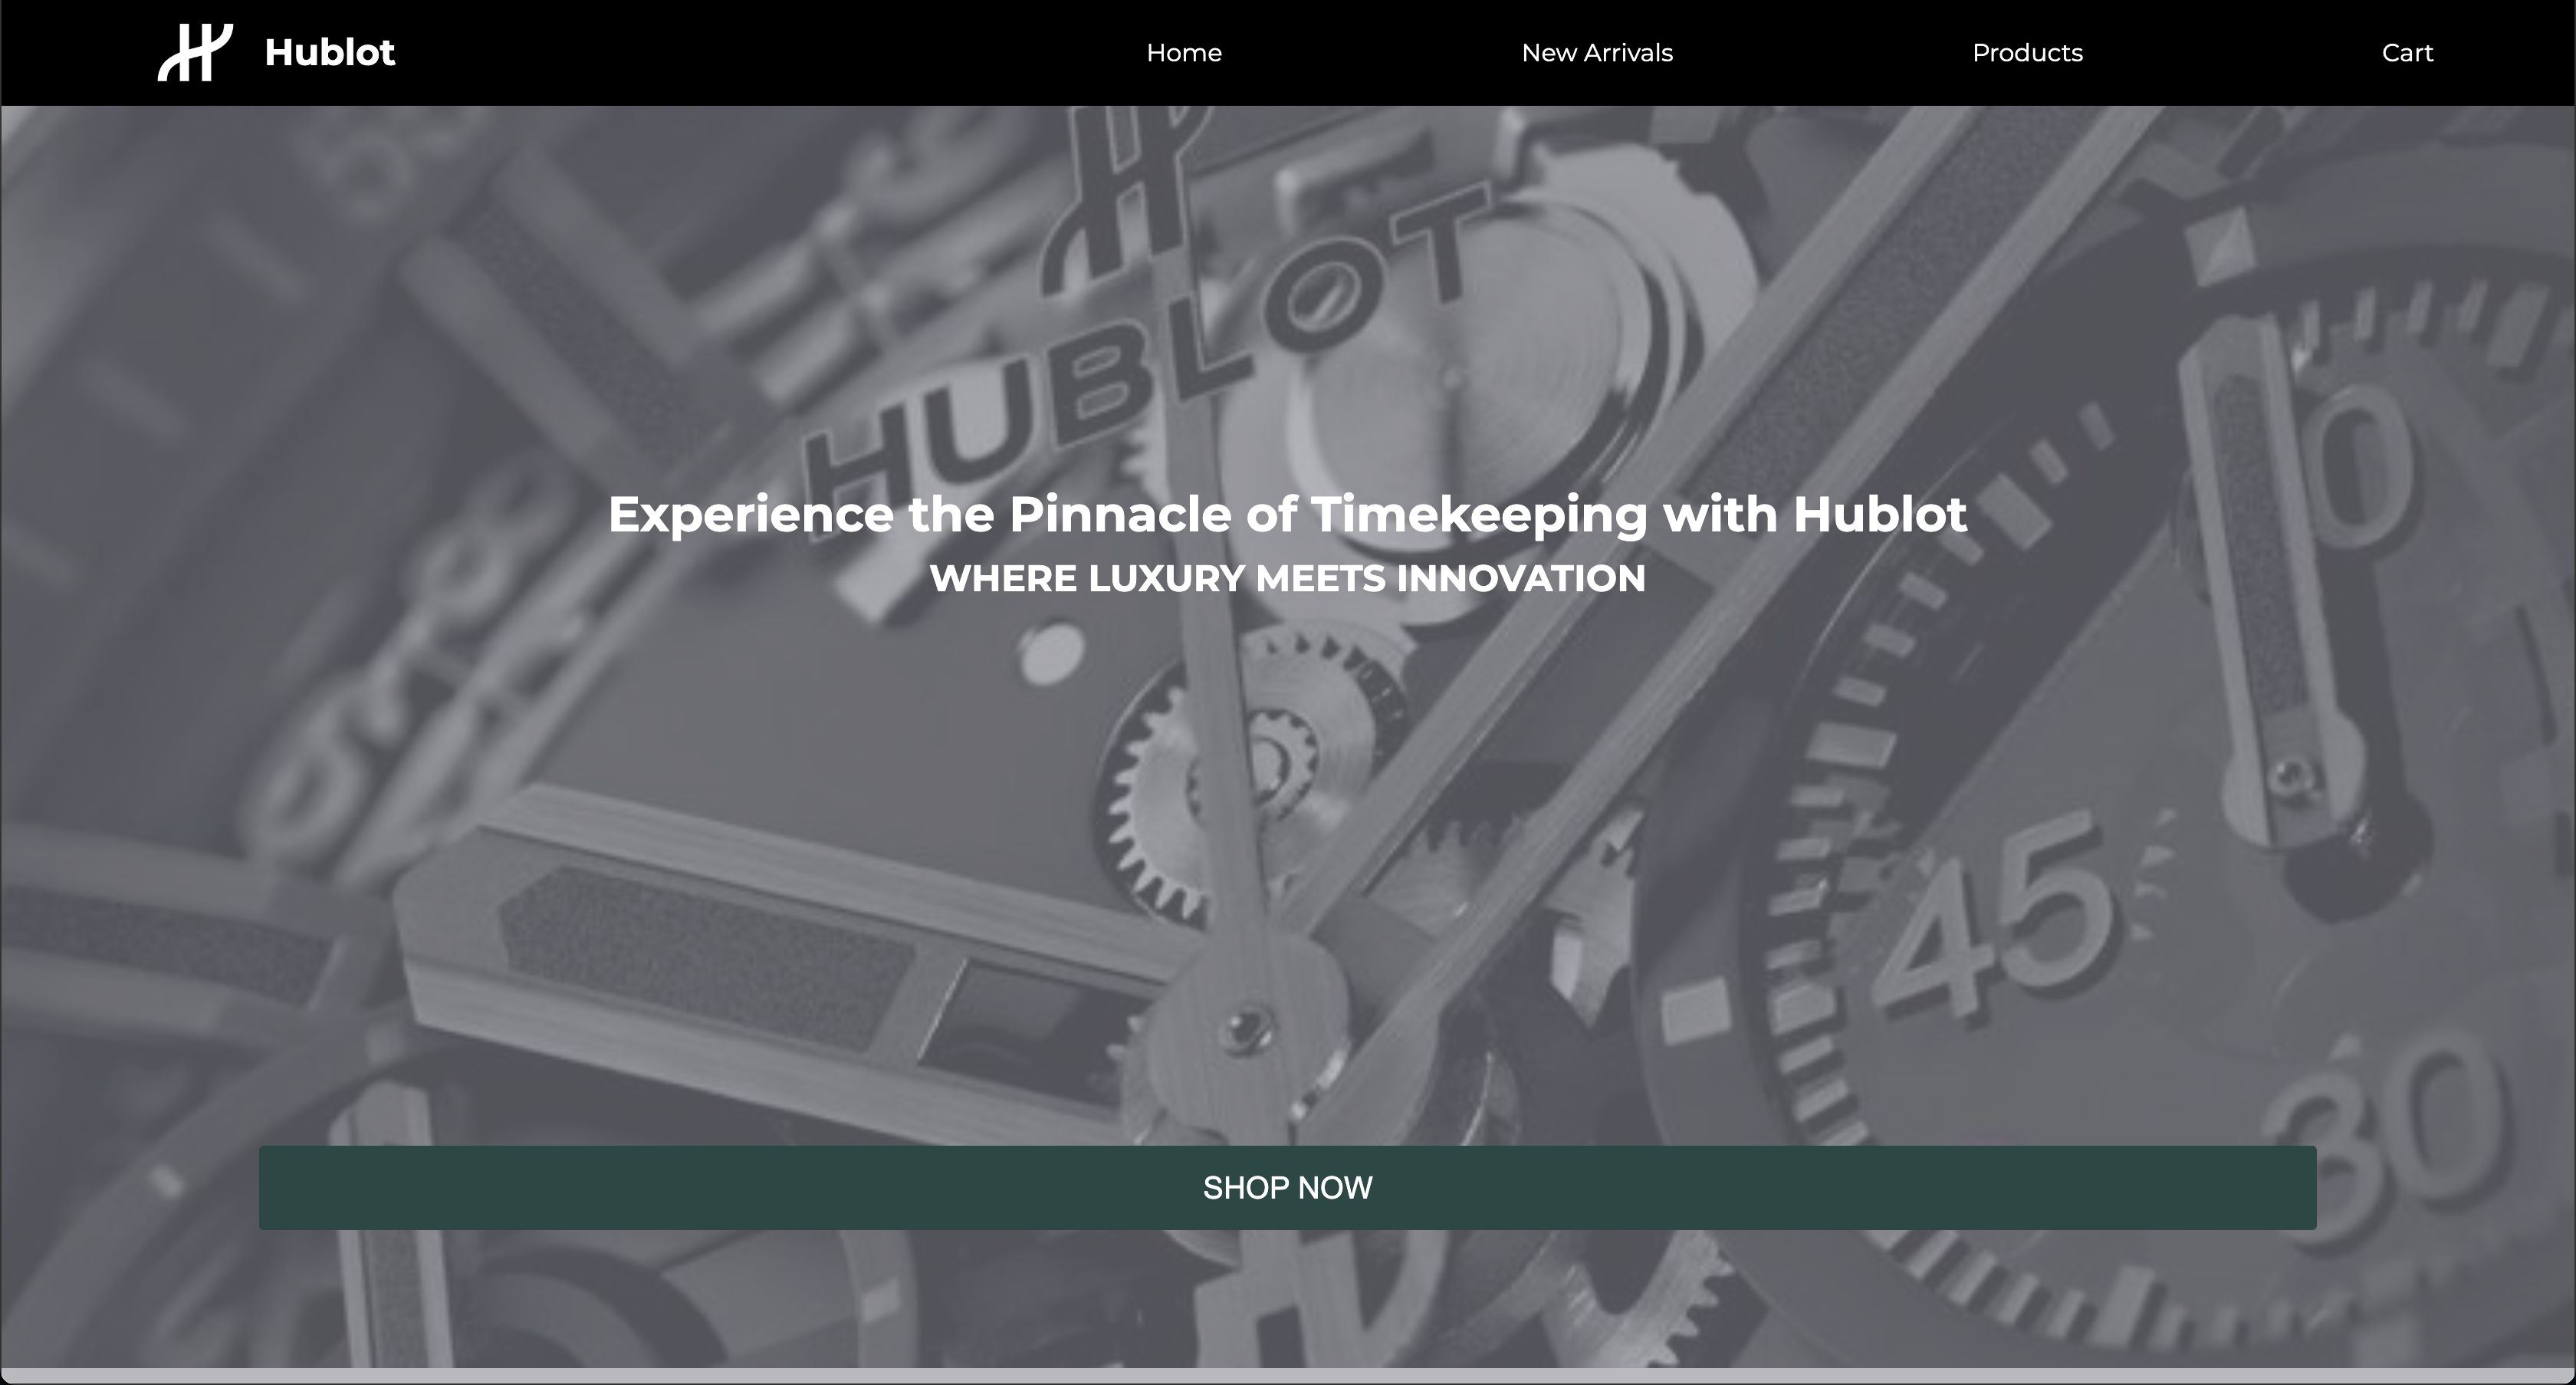 Hublot
Home
New Arrivals
Products
Cart
HUBLOT
Experience the Pinnacle of Timekeeping with Hublot
WHERE LUXURY MEETS INNOVATION
45
30
SHOP NOW